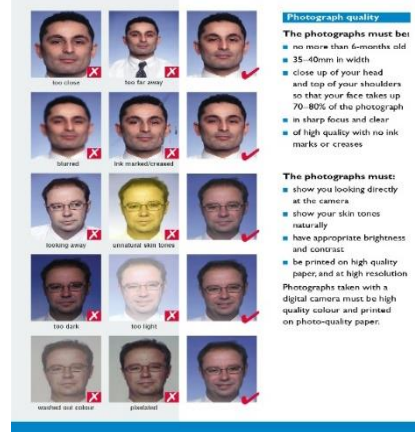 Photograph quality
The photographs must be:
no more than 6-months old
35–40mm in width
close up of your head
and top of your shoulders
so that your face takes up
70–80% of the photograph
in sharp focus and clear
of high quality with no ink
marks or creases
The photographs must:
show you looking directly
at the camera
show your skin tones
naturally
have appropriate brightness
and contrast
be printed on high quality
paper, and at high resolution
Photographs taken with a
digital camera must be high
quality colour and printed
on photo-quality paper.
too close
too far away
blurred
ink marked/creased
looking away
unnatural skin tones
too dark
too light
washed out colour
pixelated